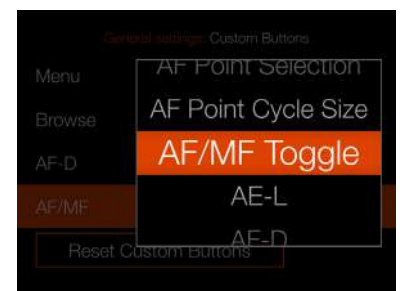 General settings: Custom Buttons
Menu
AF Point Selection
Browse
AF Point Cycle Size
AF-D
AF/MF Toggle
AF/MF
AE-L
AF-D
Reset Custom Buttons